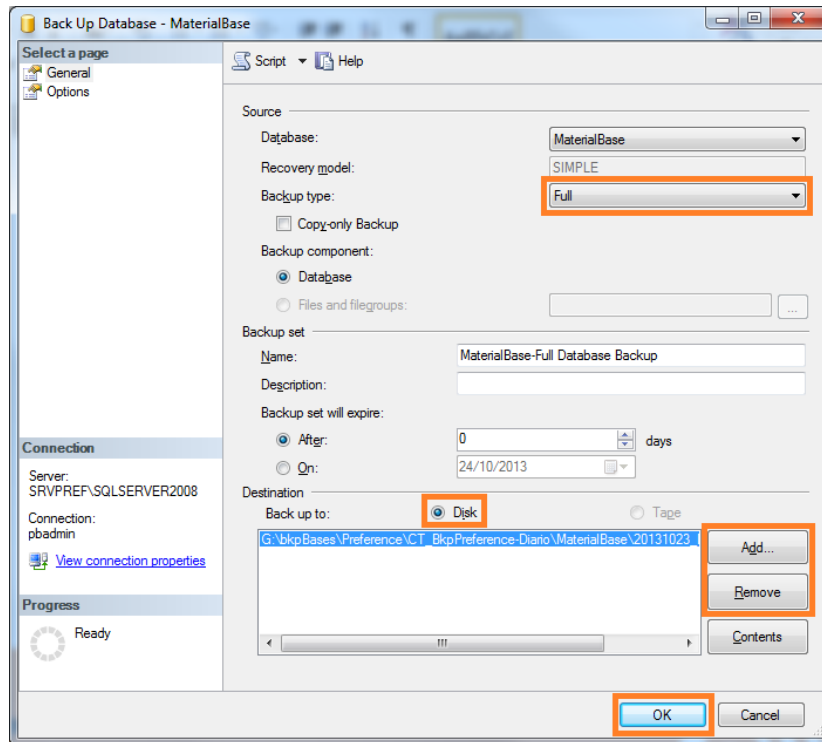 Back Up Database - MaterialBase
Select a page
General
Options
Script Help
Source
Database: MaterialBase
Recovery model: SIMPLE
Backup type: Full
Copy-only Backup
Backup component:
Database
Files and filegroups: ...
Backup set
Name: MaterialBase-Full Database Backup
Description:
Backup set will expire:
After: 0 days
On: 24/10/2013
Destination
Back up to: Disk Tape
G:\bkpBases\Preference\CT_BkpPreference-Diario\MaterialBase\20131023_
Add...
Remove
Contents
Connection
Server:
SRVPREF\SQLSERVER2008
Connection:
pbadmin
View connection properties
Progress
Ready
OK Cancel